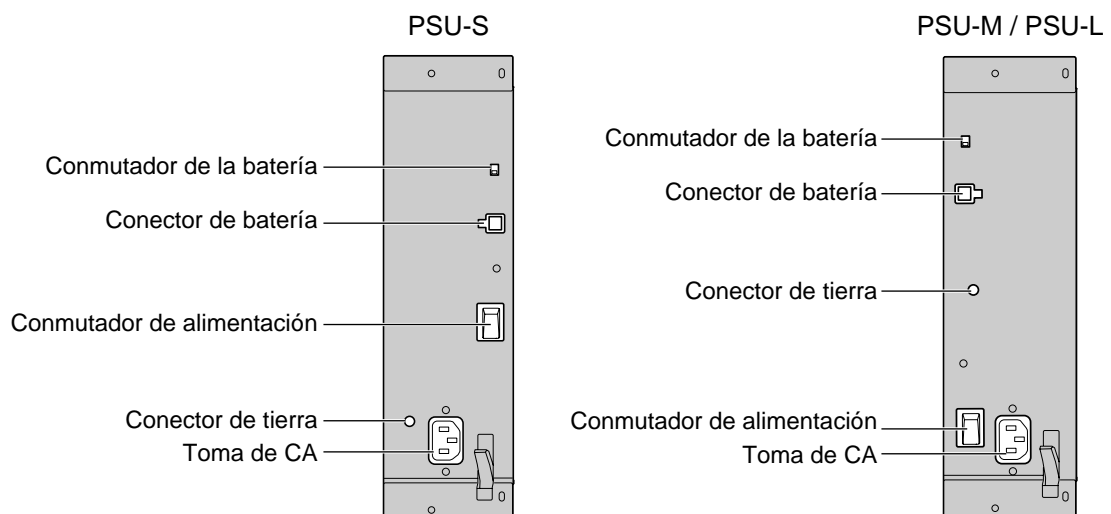 PSU-S
Conmutador de la batería
Conector de batería
Conmutador de alimentación
Conector de tierra
Toma de CA
PSU-M / PSU-L
Conmutador de la batería
Conector de batería
Conector de tierra
Conmutador de alimentación
Toma de CA